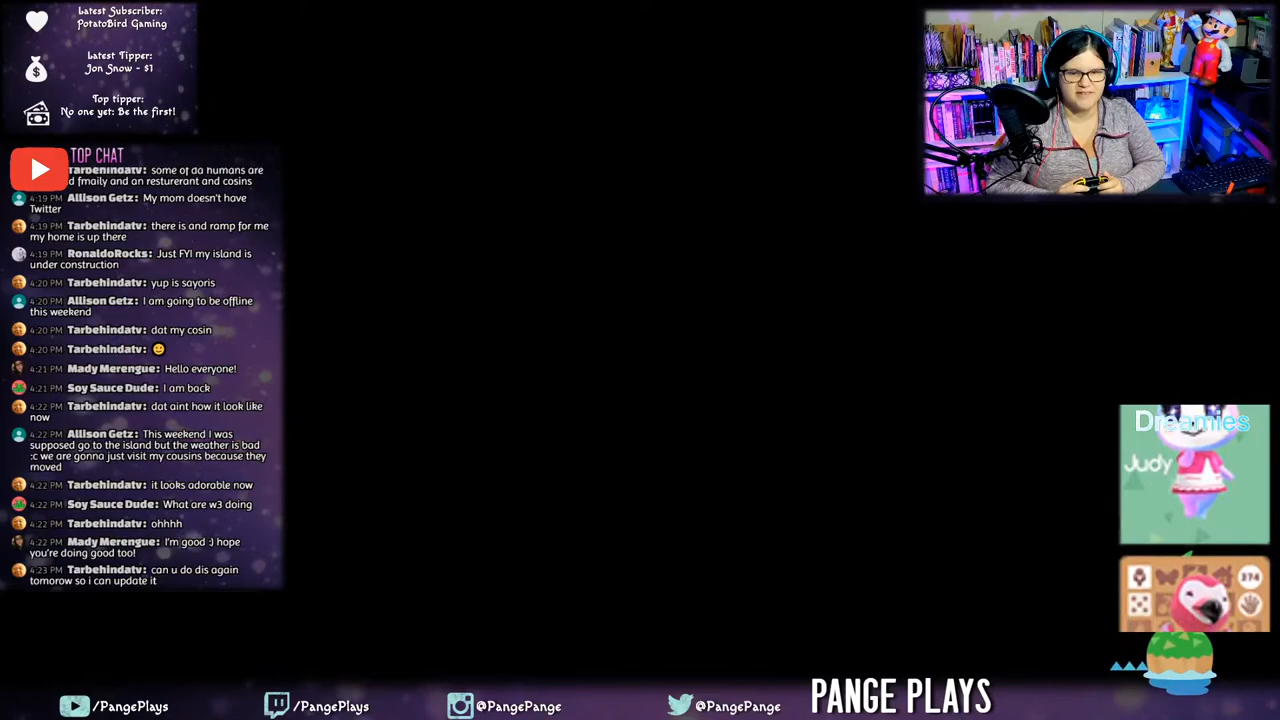 Latest Subscriber:
PotatoBird Gaming
Latest Tipper:
Jon Snow - $1
Top tipper:
No one yet: Be the first!
TOP CHAT
Tarbehindatv: some of da humans are
d fmaily and an resturerant and cosins
4:19 PM Allison Getz: My mom doesn't have
Twitter
4:19 PM Tarbehindatv: there is and ramp for me
my home is up there
4:19 PM RonaldoRocks: Just FYI my island is
under construction
4:20 PM Tarbehindatv: yup is sayoris
4:20 PM Allison Getz: I am going to be offline
this weekend
4:20 PM Tarbehindatv: dat my cosin
4:20 PM Tarbehindatv: 🙂
4:21 PM Mady Merengue: Hello everyone!
4:21 PM Soy Sauce Dude: I am back
4:22 PM Tarbehindatv: dat aint how it look like
now
4:22 PM Allison Getz: This weekend I was
supposed go to the island but the weather is bad
:c we are gonna just visit my cousins because they
moved
4:22 PM Tarbehindatv: it looks adorable now
4:22 PM Soy Sauce Dude: What are w3 doing
4:22 PM Tarbehindatv: ohhhh
4:22 PM Mady Merengue: I'm good :) hope
you're doing good too!
4:23 PM Tarbehindatv: can u do dis again
tomorow so i can update it
Dreamies
Judy
274
/PangePlays
/PangePlays
@PangePange
@PangePange
PANGE PLAYS